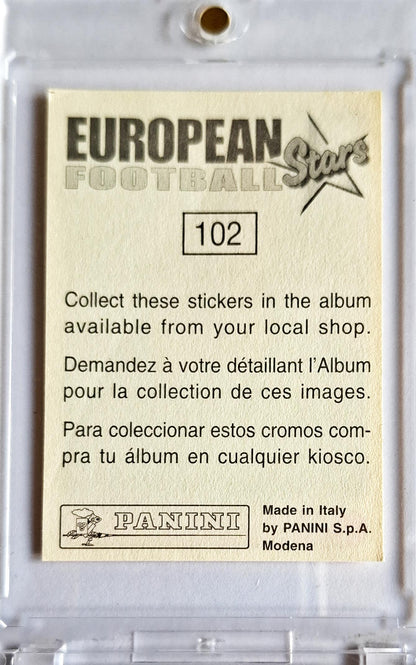 EUROPEAN
FOOTBALL Stars
102
Collect these stickers in the album
available from your local shop.
Demandez à votre détaillant l'Album
pour la collection de ces images.
Para coleccionar estos cromos com-
pra tu álbum en cualquier kiosco.
PANINI
Made in Italy
by PANINI S.p.A.
Modena